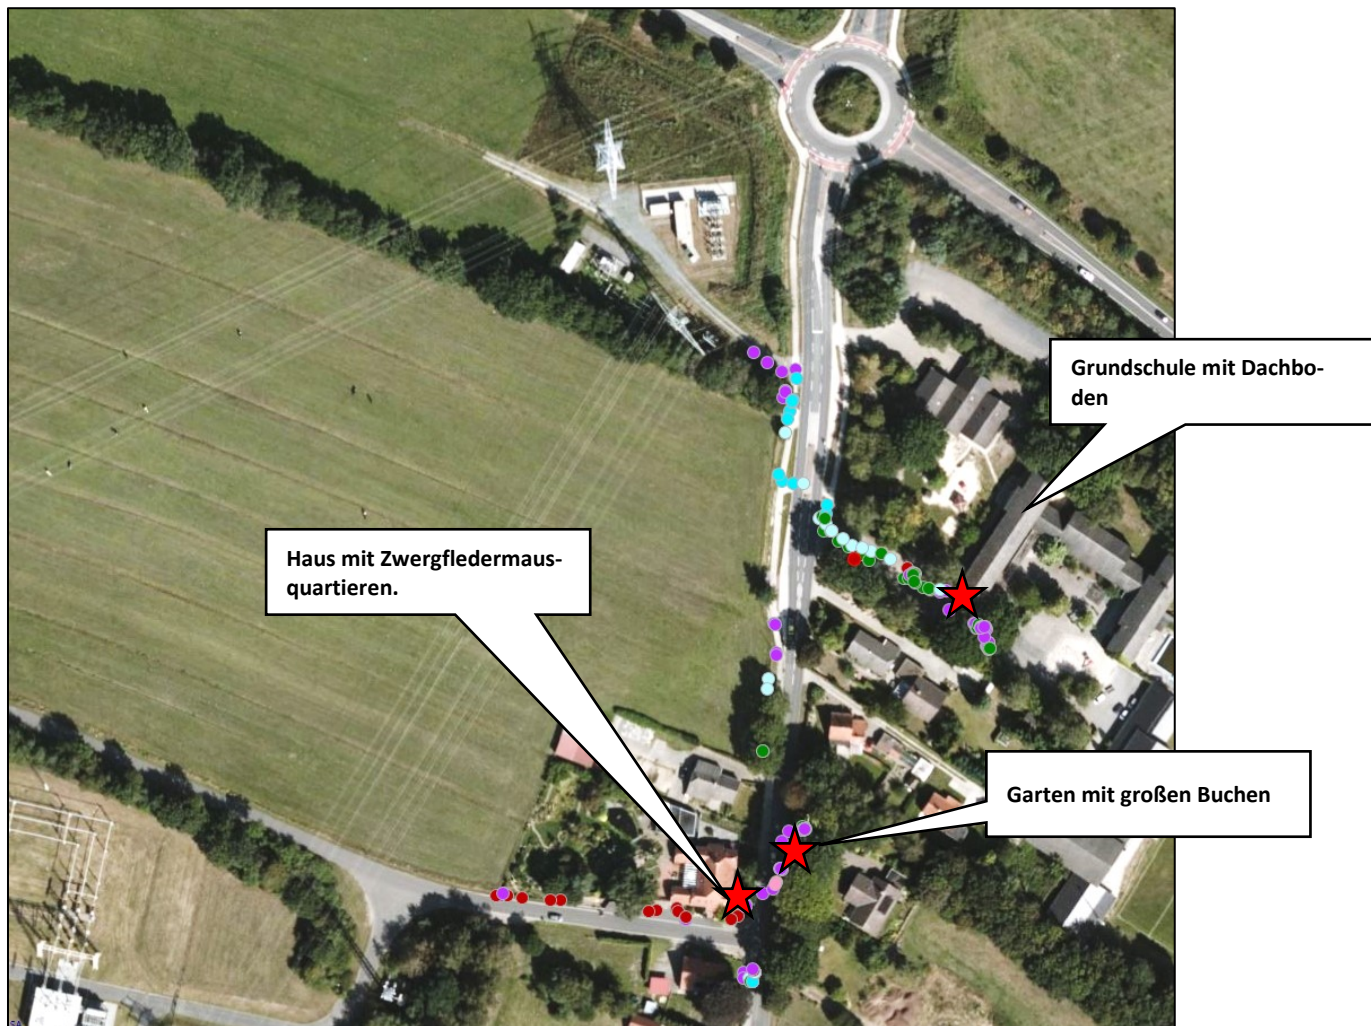 Grundschule mit Dachbo-
den
Haus mit Zwergfledermaus-
quartieren.
Garten mit großen Buchen